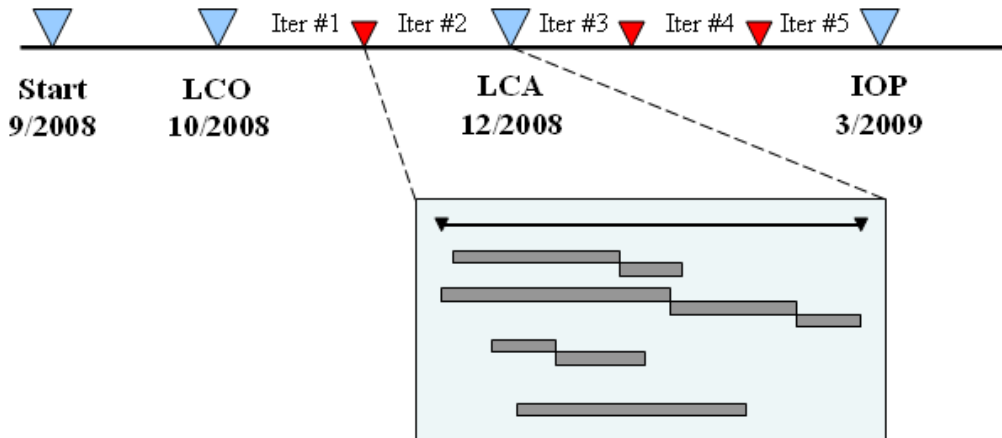 Iter #1 Iter #2 Iter #3 Iter #4 Iter #5
Start LCO LCA IOP
9/2008 10/2008 12/2008 3/2009